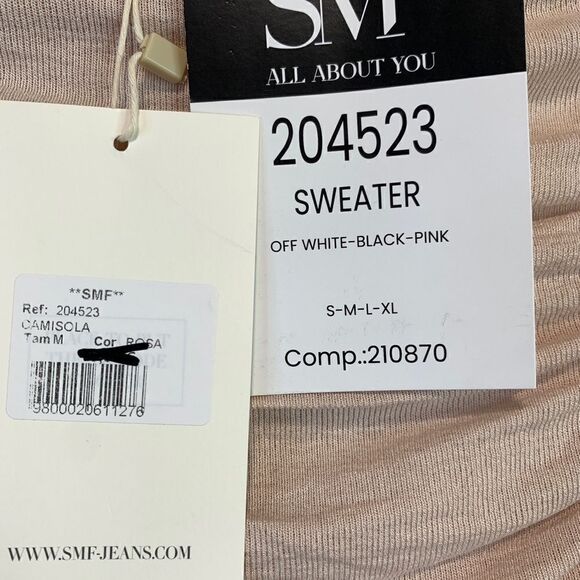 SMF
ALL ABOUT YOU
204523
SWEATER
OFF WHITE-BLACK-PINK
S-M-L-XL
Comp.:210870
**SMF**
Ref: 204523
CAMISOLA
Tam M Cor ROSA
9800020611276
WWW.SMF-JEANS.COM